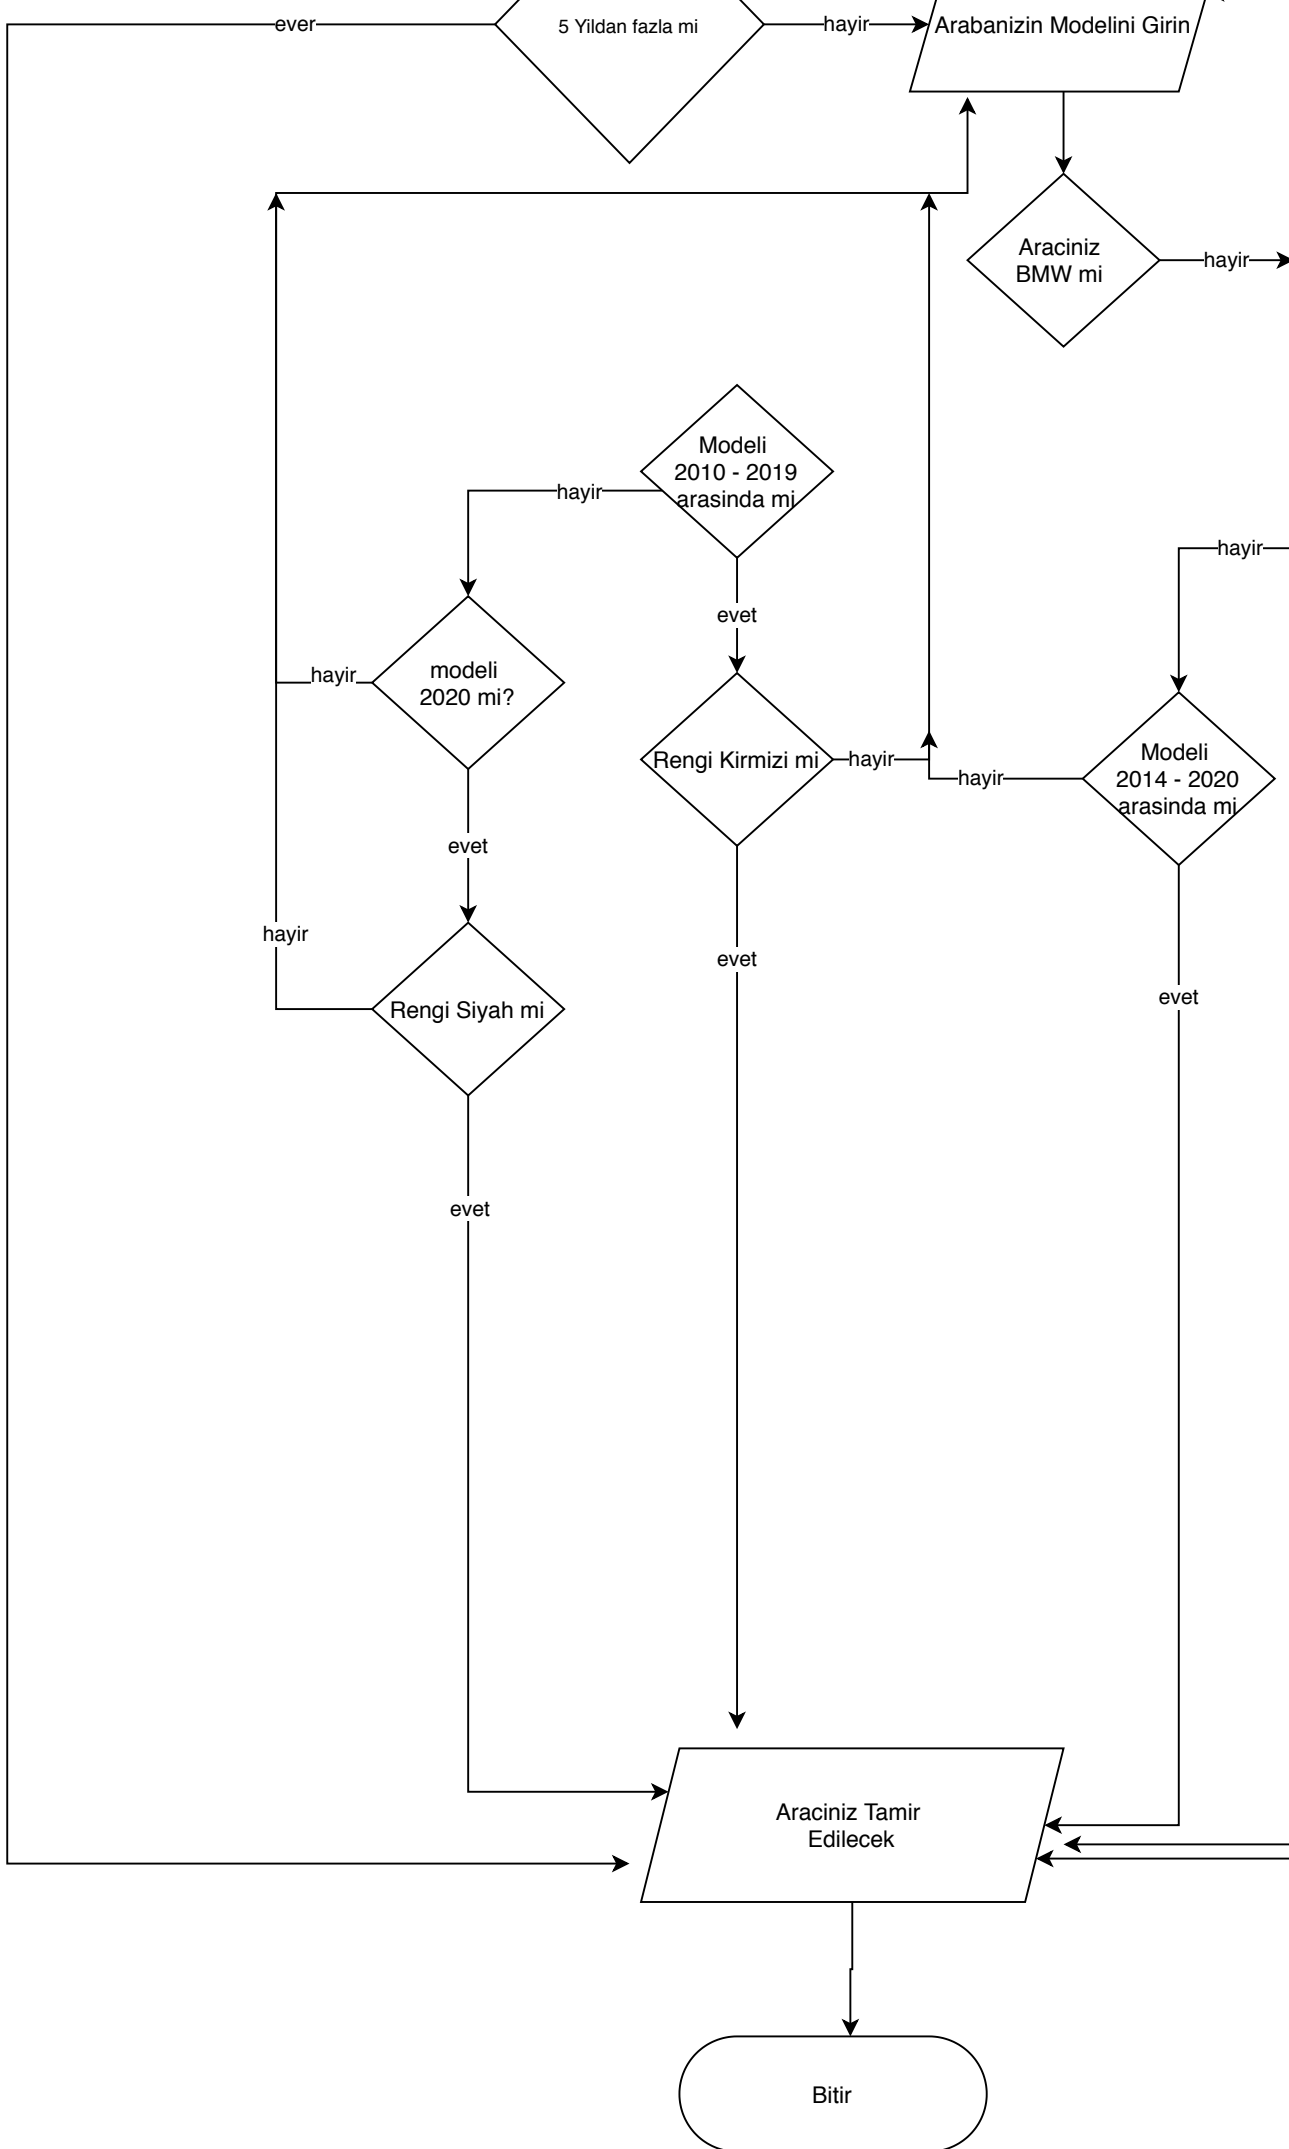 ever
5 Yildan fazla mi
hayir
Arabanizin Modelini Girin
Araciniz
BMW mi
hayir
Modeli
2010 - 2019
arasinda mi
hayir
hayir
evet
hayir
modeli
2020 mi?
Rengi Kirmizi mi
hayir
hayir
Modeli
2014 - 2020
arasinda mi
evet
hayir
evet
evet
Rengi Siyah mi
evet
Araciniz Tamir
Edilecek
Bitir